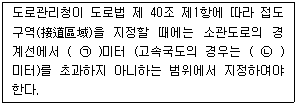 도로관리청이 도로법 제 40조 제1항에 따라 접도
구역(接道區域)을 지정할 때에는 소관도로의 경
계선에서 ( ㉠ )미터 (고속국도의 경우는 ( ㉡ )
미터)를 초과하지 아니하는 범위에서 지정하여야
한다.